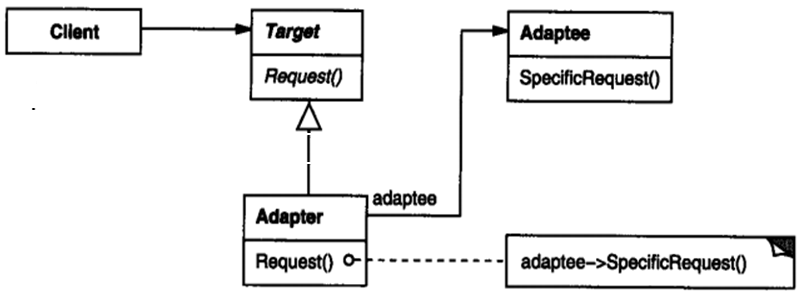 Client
Target
Request()
Adaptee
SpecificRequest()
adaptee
Adapter
Request()
adaptee->SpecificRequest()